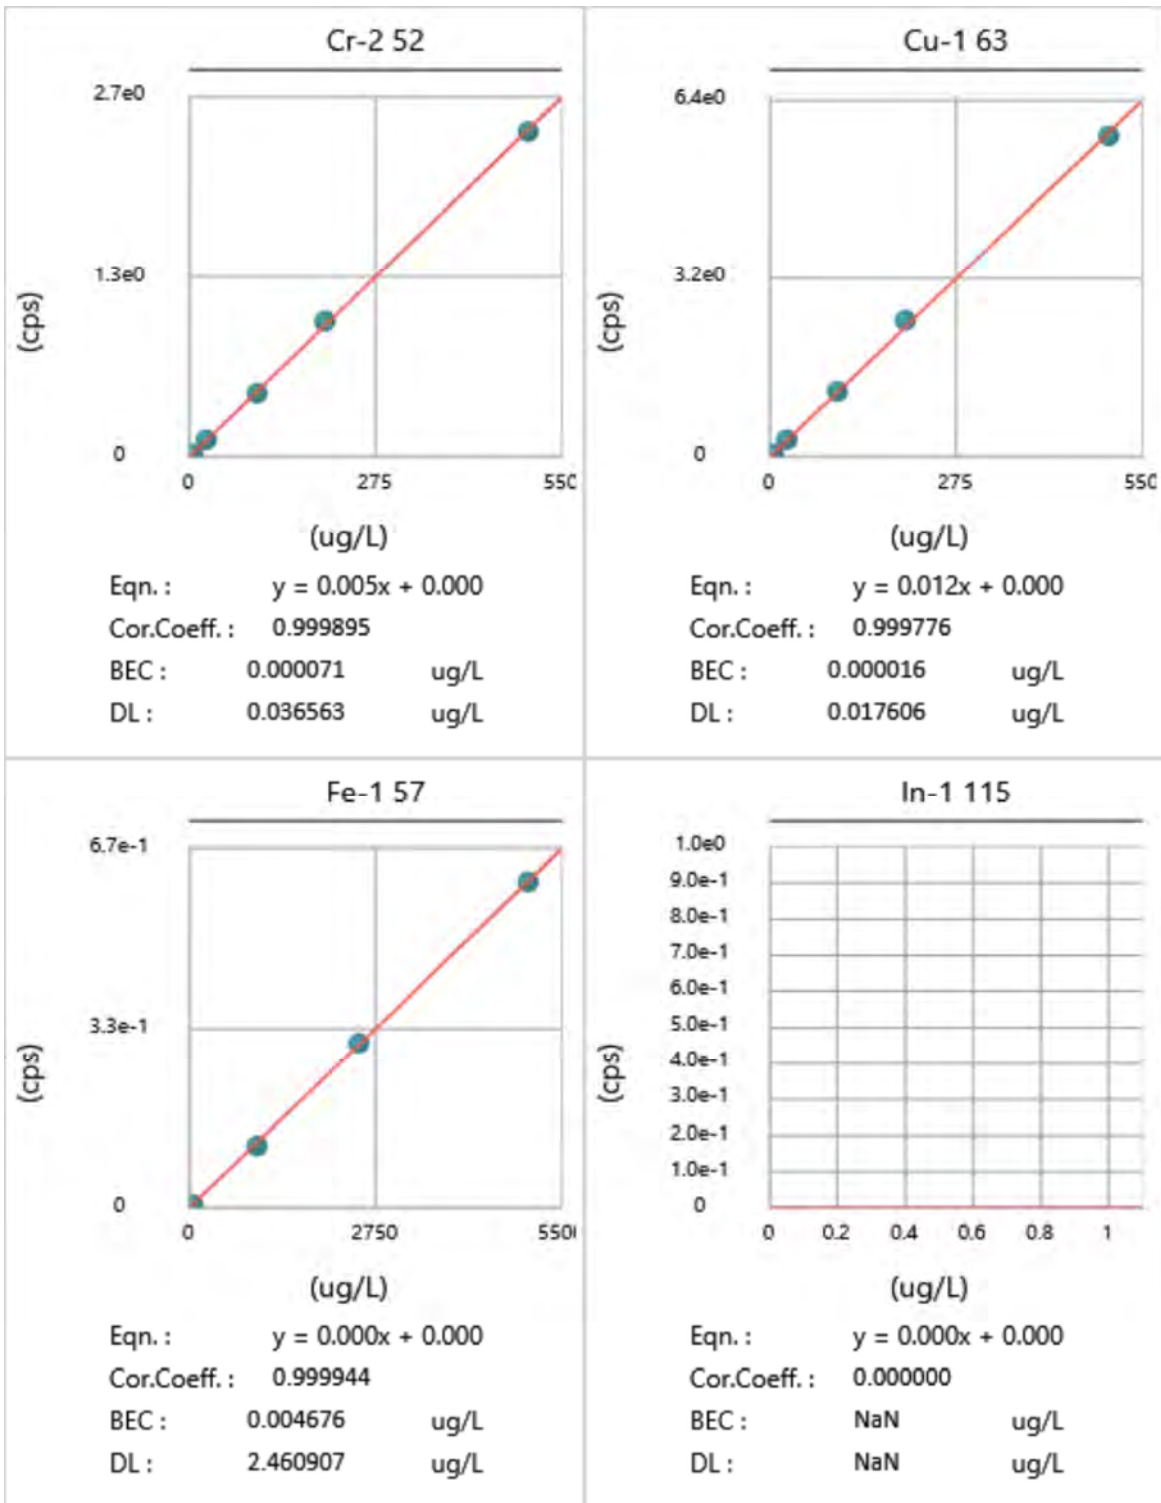 Cr-2 52
2.7e0
1.3e0
0
(cps)
0 275 550
(ug/L)
Eqn. : y = 0.005x + 0.000
Cor.Coeff. : 0.999895
BEC : 0.000071 ug/L
DL : 0.036563 ug/L
Cu-1 63
6.4e0
3.2e0
0
(cps)
0 275 550
(ug/L)
Eqn. : y = 0.012x + 0.000
Cor.Coeff. : 0.999776
BEC : 0.000016 ug/L
DL : 0.017606 ug/L
Fe-1 57
6.7e-1
3.3e-1
0
(cps)
0 2750 5500
(ug/L)
Eqn. : y = 0.000x + 0.000
Cor.Coeff. : 0.999944
BEC : 0.004676 ug/L
DL : 2.460907 ug/L
In-1 115
1.0e0
9.0e-1
8.0e-1
7.0e-1
6.0e-1
5.0e-1
4.0e-1
3.0e-1
2.0e-1
1.0e-1
0
(cps)
0 0.2 0.4 0.6 0.8 1
(ug/L)
Eqn. : y = 0.000x + 0.000
Cor.Coeff. : 0.000000
BEC : NaN ug/L
DL : NaN ug/L